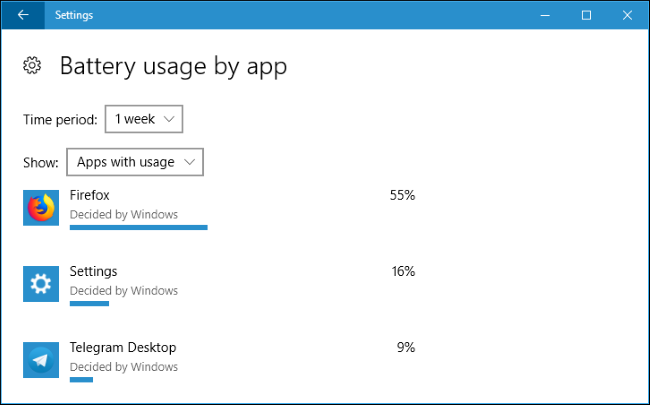 Settings
Battery usage by app
Time period: 1 week
Show: Apps with usage
Firefox 55%
Decided by Windows
Settings 16%
Decided by Windows
Telegram Desktop 9%
Decided by Windows